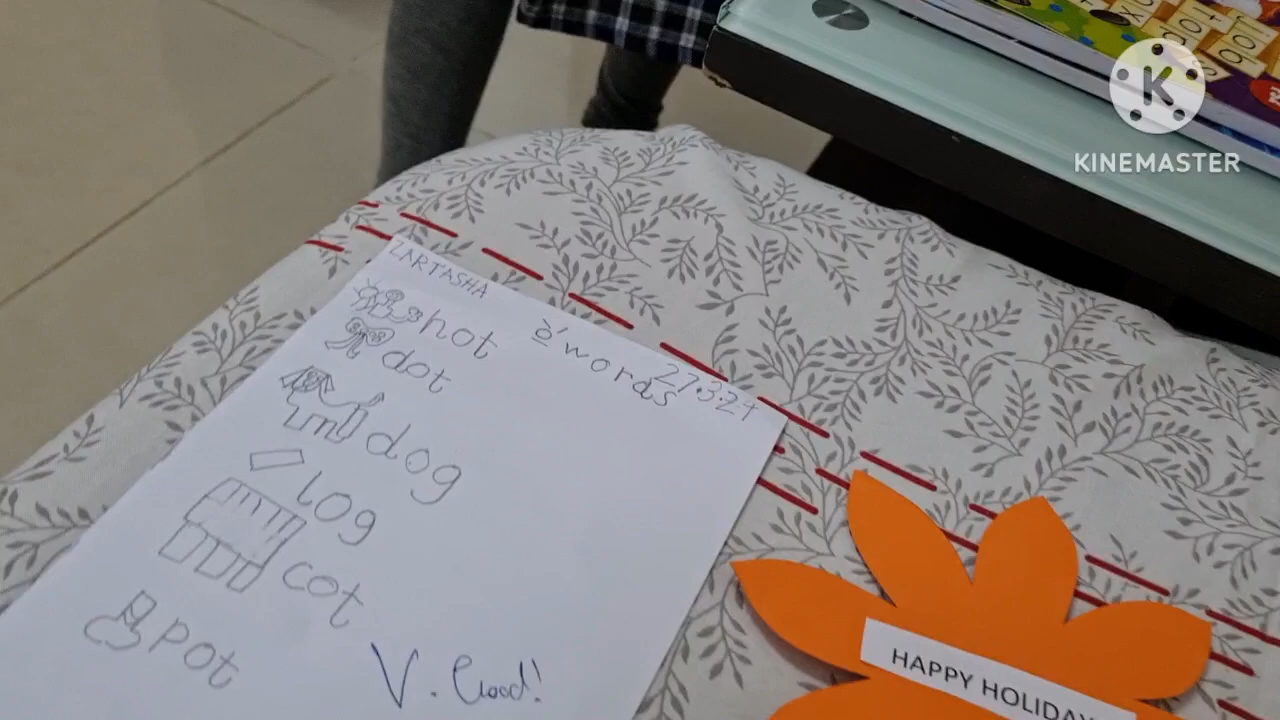 KINEMASTER
ZARTASHA
27.3.24
ŏ' words
hot
dot
dog
log
cot
pot
V. Good!
HAPPY HOLIDAY